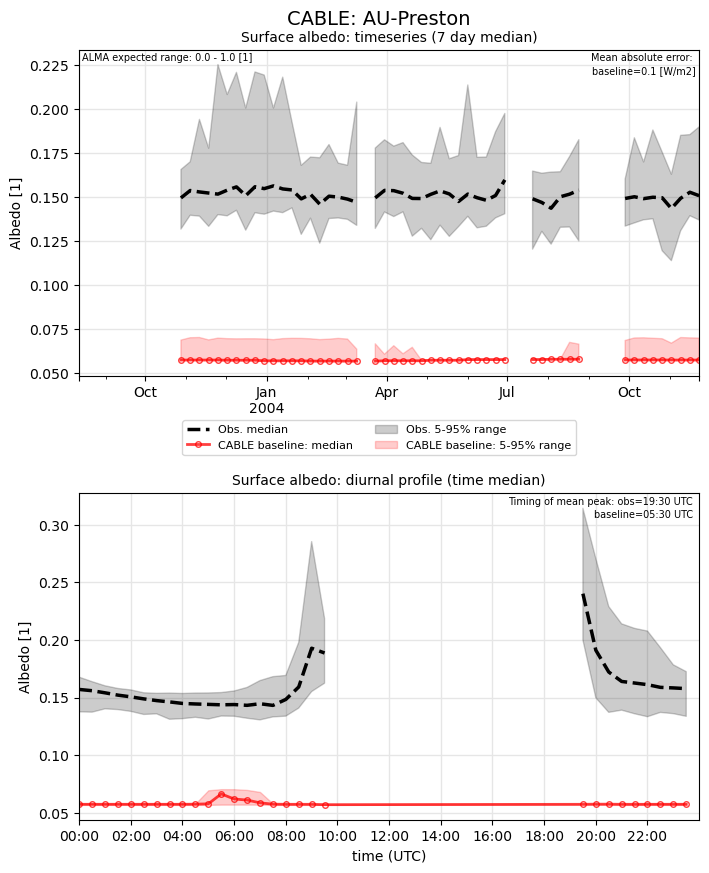 CABLE: AU-Preston
Surface albedo: timeseries (7 day median)
ALMA expected range: 0.0 - 1.0 [1]
Mean absolute error:
baseline=0.1 [W/m2]
Albedo [1]
0.225
0.200
0.175
0.150
0.125
0.100
0.075
0.050
Oct Jan Apr Jul Oct
2004
Obs. median Obs. 5-95% range
CABLE baseline: median CABLE baseline: 5-95% range
Surface albedo: diurnal profile (time median)
Timing of mean peak: obs=19:30 UTC
baseline=05:30 UTC
Albedo [1]
0.30
0.25
0.20
0.15
0.10
0.05
00:00 02:00 04:00 06:00 08:00 10:00 12:00 14:00 16:00 18:00 20:00 22:00
time (UTC)